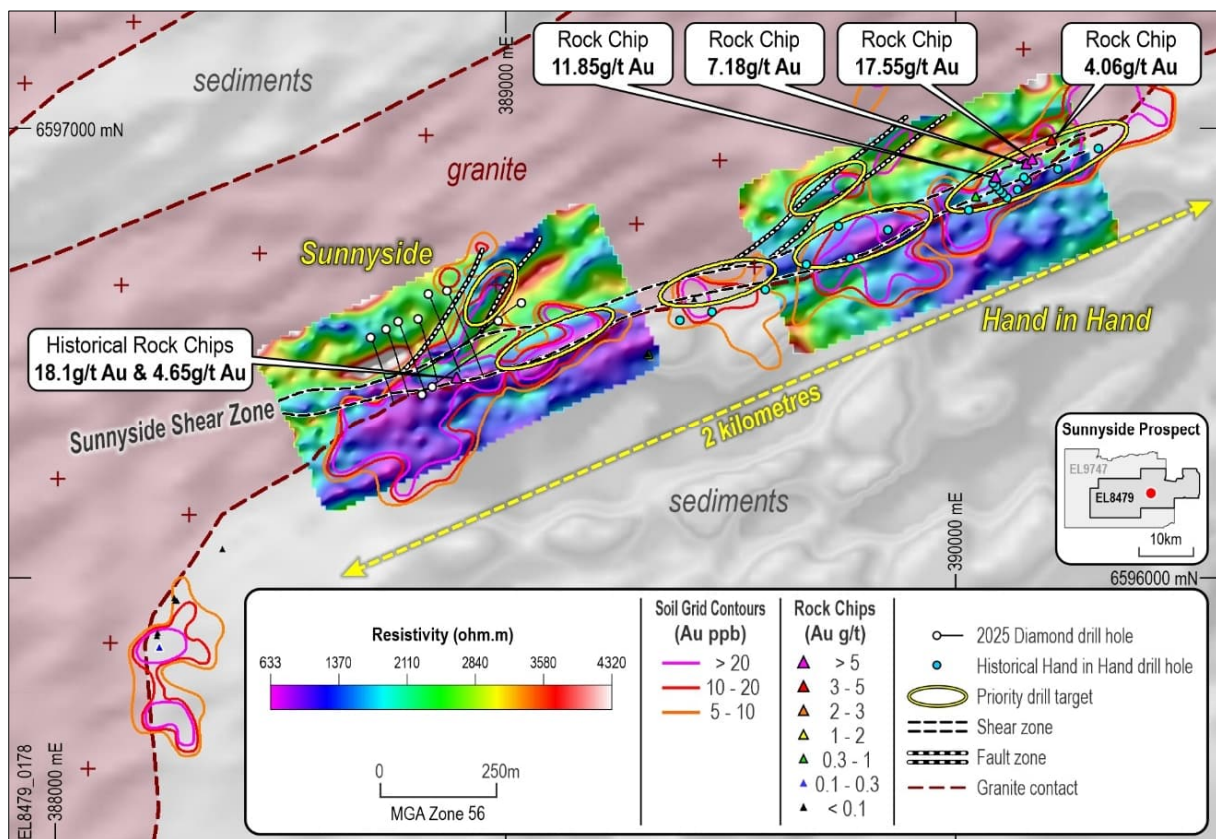 Rock Chip
11.85g/t Au
Rock Chip
7.18g/t Au
Rock Chip
17.55g/t Au
Rock Chip
4.06g/t Au
sediments
389000 mE
6597000 mN
granite
Sunnyside
Hand in Hand
Historical Rock Chips
18.1g/t Au & 4.65g/t Au
Sunnyside Shear Zone
2 kilometres
sediments
Sunnyside Prospect
EL9747
EL8479
10km
390000 mE
6596000 mN
Resistivity (ohm.m)
633 1370 2110 2840 3580 4320
0 250m
MGA Zone 56
Soil Grid Contours
(Au ppb)
> 20
10 - 20
5 - 10
Rock Chips
(Au g/t)
> 5
3 - 5
2 - 3
1 - 2
0.3 - 1
0.1 - 0.3
< 0.1
2025 Diamond drill hole
Historical Hand in Hand drill hole
Priority drill target
Shear zone
Fault zone
Granite contact
EL8479_0178
388000 mE